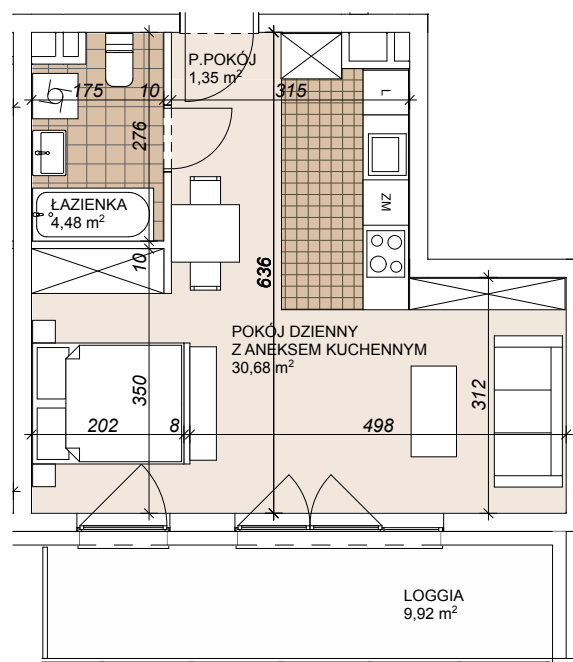 P.POKÓJ
1,35 m²
175
10
315
276
L
ZM
ŁAZIENKA
4,48 m²
10
636
POKÓJ DZIENNY
Z ANEKSEM KUCHENNYM
30,68 m²
350
312
202
8
498
LOGGIA
9,92 m²